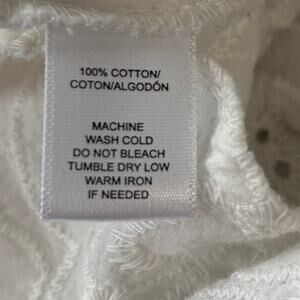 100% COTTON/
COTON/ALGODÓN
MACHINE
WASH COLD
DO NOT BLEACH
TUMBLE DRY LOW
WARM IRON
IF NEEDED